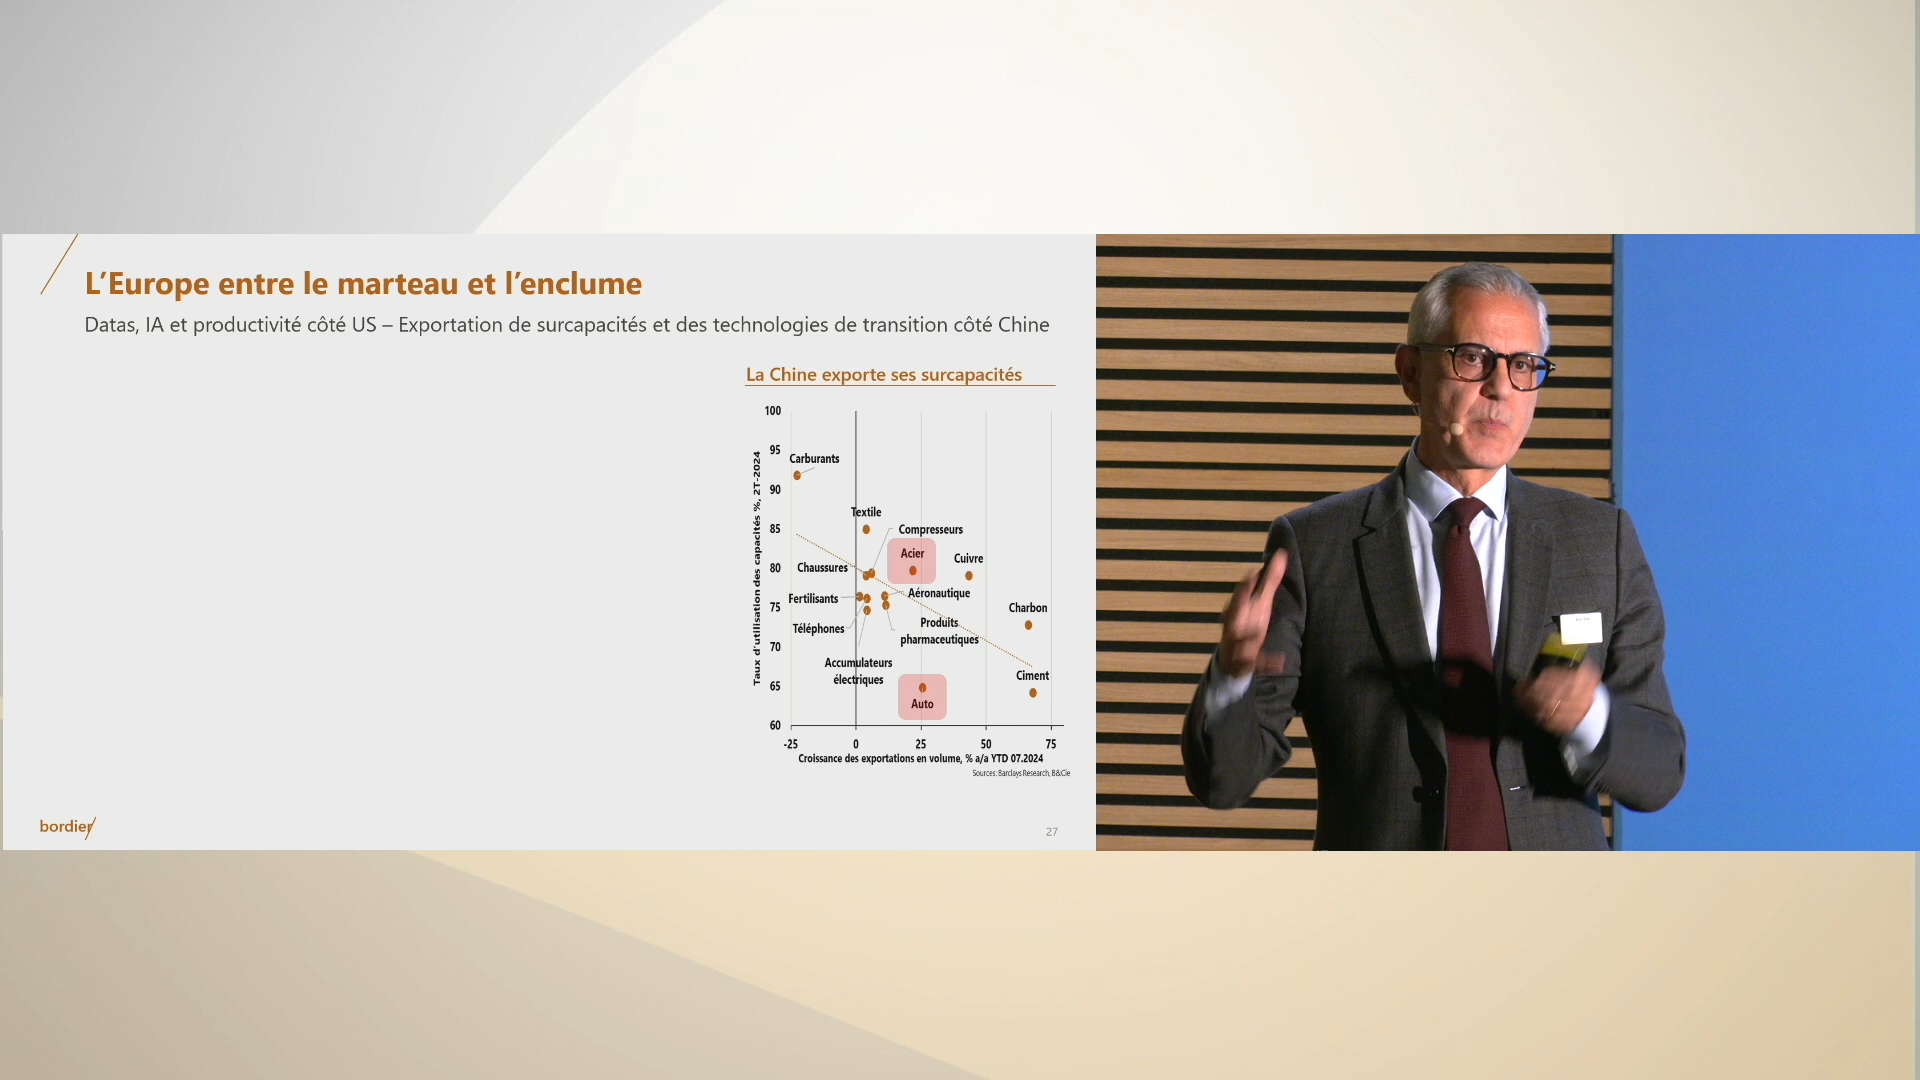 L'Europe entre le marteau et l'enclume
Datas, IA et productivité côté US – Exportation de surcapacités et des technologies de transition côté Chine
La Chine exporte ses surcapacités
Taux d'utilisation des capacités %, 2T-2024
100
95
90
85
80
75
70
65
60
Carburants
Textile
Compresseurs
Acier
Cuivre
Chaussures
Fertilisants
Aéronautique
Charbon
Téléphones
Produits
pharmaceutiques
Accumulateurs
électriques
Ciment
Auto
-25 0 25 50 75
Croissance des exportations en volume, % a/a YTD 07.2024
Sources: Barclays Research, B&Cie
bordier
27